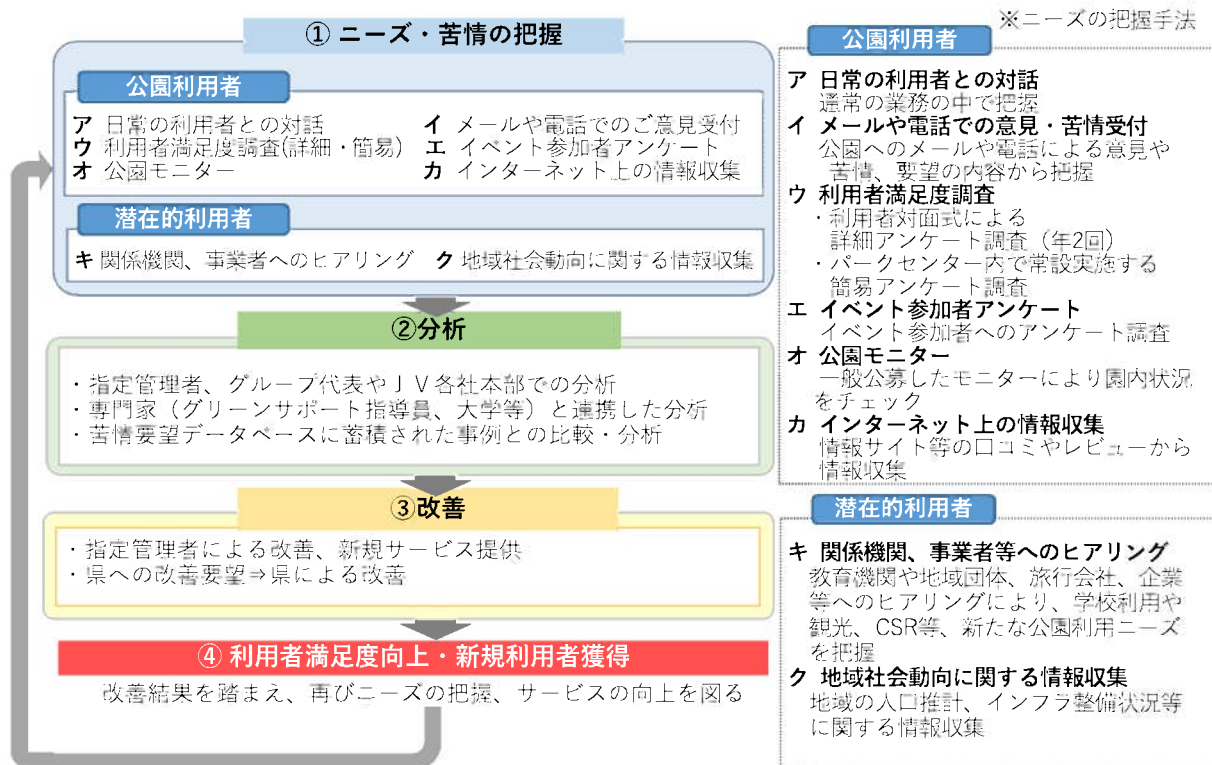 ① ニーズ・苦情の把握
公園利用者
ア 日常の利用者との対話
イ メールや電話でのご意見受付
ウ 利用者満足度調査(詳細・簡易)
エ イベント参加者アンケート
オ 公園モニター
カ インターネット上の情報収集
潜在的利用者
キ 関係機関、事業者へのヒアリング
ク 地域社会動向に関する情報収集
②分析
・指定管理者、グループ代表やJV各社本部での分析
・専門家（グリーンサポート指導員、大学等）と連携した分析
苦情要望データベースに蓄積された事例との比較・分析
③改善
指定管理者による改善、新規サービス提供
県への改善要望⇒県による改善
④ 利用者満足度向上・新規利用者獲得
改善結果を踏まえ、再びニーズの把握、サービスの向上を図る
※ニーズの把握手法
公園利用者
ア 日常の利用者との対話
通常の業務の中で把握
イ メールや電話での意見・苦情受付
公園へのメールや電話による意見や
苦情、要望の内容から把握
ウ 利用者満足度調査
・利用者対面式による
詳細アンケート調査（年2回）
・パークセンター内で常設実施する
簡易アンケート調査
エ イベント参加者アンケート
イベント参加者へのアンケート調査
オ 公園モニター
一般公募したモニターにより園内状況
をチェック
カ インターネット上の情報収集
情報サイト等の口コミやレビューから
情報収集
潜在的利用者
キ 関係機関、事業者等へのヒアリング
教育機関や地域団体、旅行会社、企業
等へのヒアリングにより、学校利用や
観光、CSR等、新たな公園利用ニーズ
を把握
ク 地域社会動向に関する情報収集
地域の人口推計、インフラ整備状況等
に関する情報収集